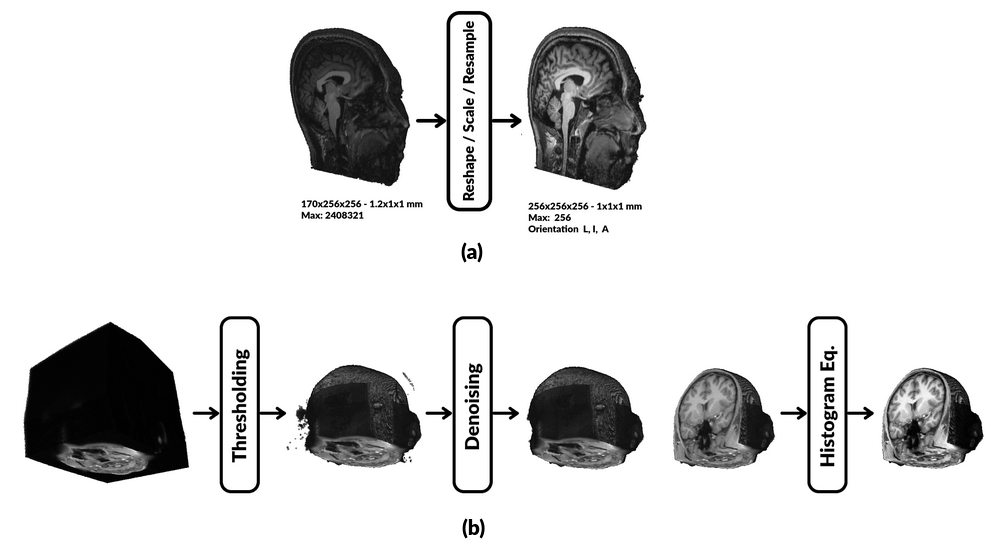 Reshape / Scale / Resample
170x256x256 - 1.2x1x1 mm
Max: 2408321
256x256x256 - 1x1x1 mm
Max: 256
Orientation L, I, A
(a)
Thresholding
Denoising
Histogram Eq.
(b)